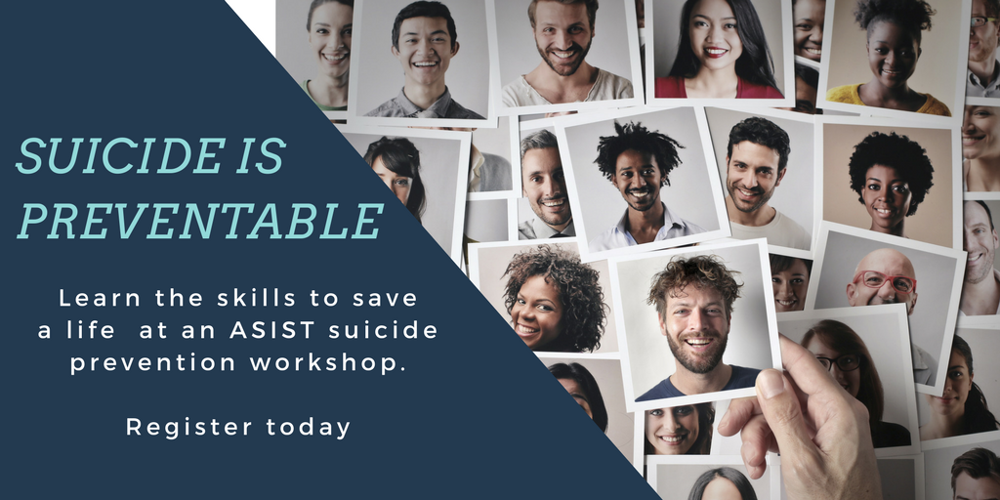 SUICIDE IS
PREVENTABLE
Learn the skills to save
a life at an ASIST suicide
prevention workshop.
Register today